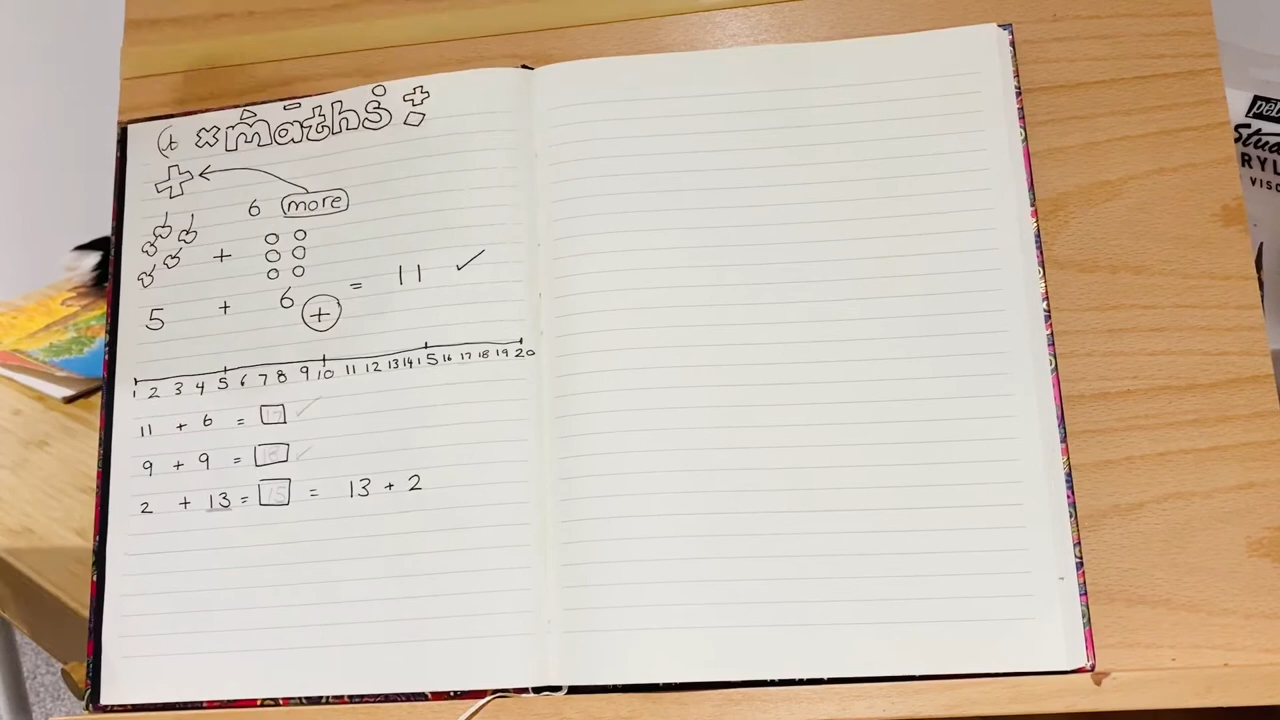 × maths ÷
+
6 more
+
5 + 6 + = 11 ✓
1 2 3 4 5 6 7 8 9 10 11 12 13 14 15 16 17 18 19 20
11 + 6 = 17 ✓
9 + 9 = 18 ✓
2 + 13 = 15 = 13 + 2